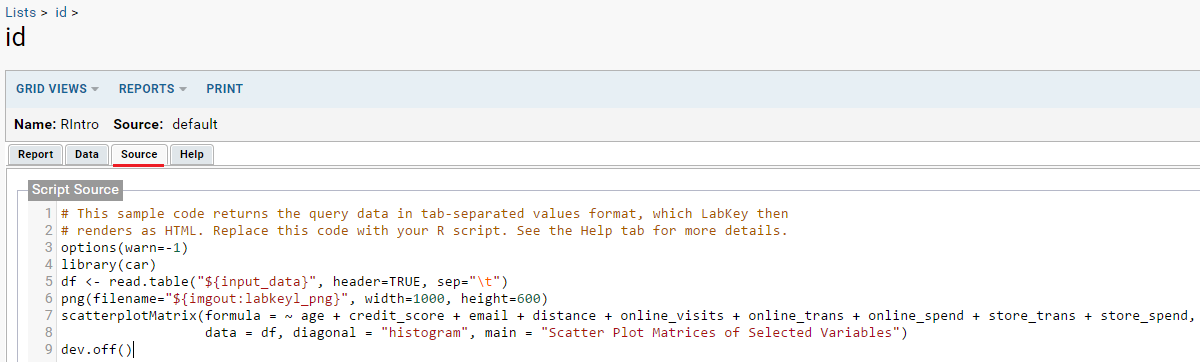 Lists > id >
id
GRID VIEWS REPORTS PRINT
Name: RIntro Source: default
Report Data Source Help
Script Source
1 # This sample code returns the query data in tab-separated values format, which LabKey then
2 # renders as HTML. Replace this code with your R script. See the Help tab for more details.
3 options(warn=-1)
4 library(car)
5 df <- read.table("${input_data}", header=TRUE, sep="\t")
6 png(filename="${imgout:labkeyl_png}", width=1000, height=600)
7 scatterplotMatrix(formula = ~ age + credit_score + email + distance + online_visits + online_trans + online_spend + store_trans + store_spend,
8 data = df, diagonal = "histogram", main = "Scatter Plot Matrices of Selected Variables")
9 dev.off()